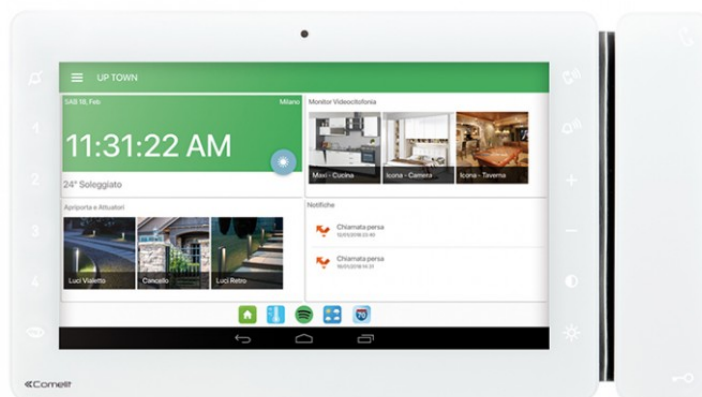 UP TOWN
SAB 18, Feb Milano
11:31:22 AM
24° Soleggiato
Monitor Videocitofonia
Maxi - Cucina
Icona - Camera
Icona - Taverna
Apriporta e Attuatori
Luci Vialetto
Cancello
Luci Retro
Notifiche
Chiamata persa
Chiamata persa
1
2
3
4
70
Comelit